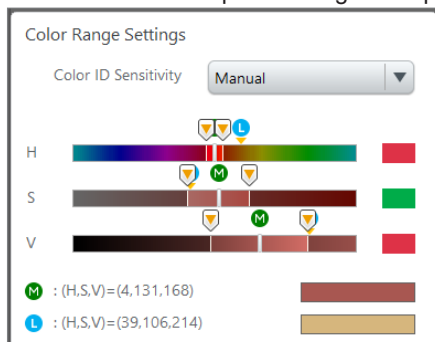 Color Range Settings
Color ID Sensitivity Manual
L
H
M
S
M
V
M : (H,S,V)=(4,131,168)
L : (H,S,V)=(39,106,214)